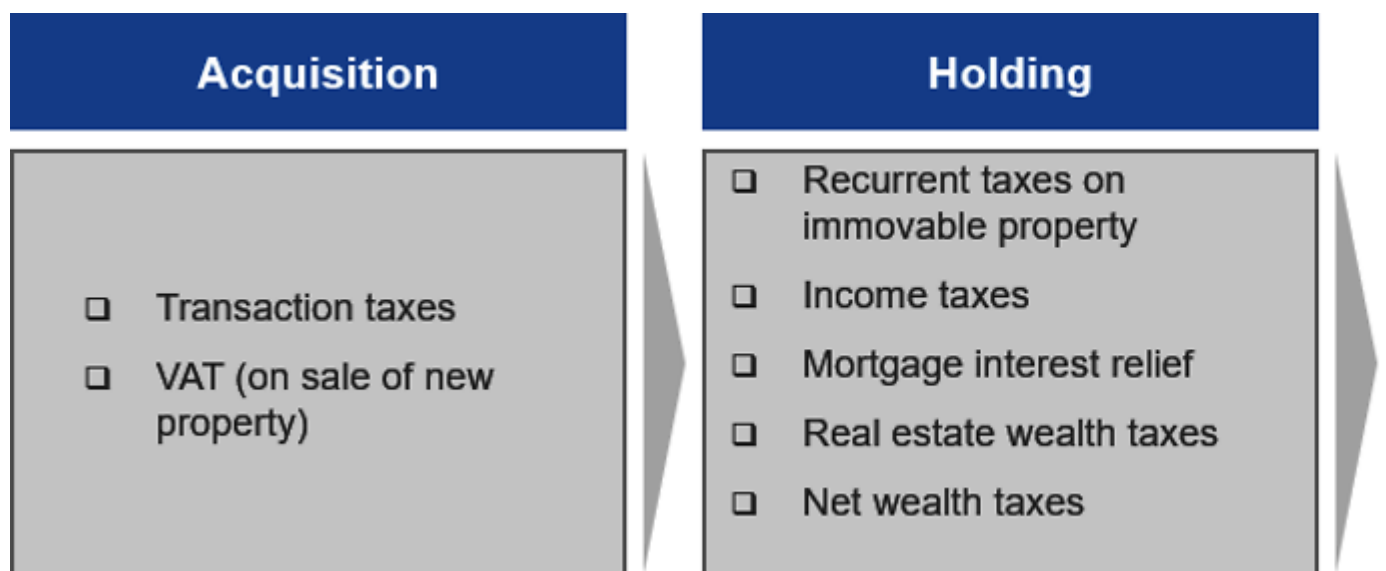 Acquisition
Transaction taxes
VAT (on sale of new
property)
Holding
Recurrent taxes on
immovable property
Income taxes
Mortgage interest relief
Real estate wealth taxes
Net wealth taxes